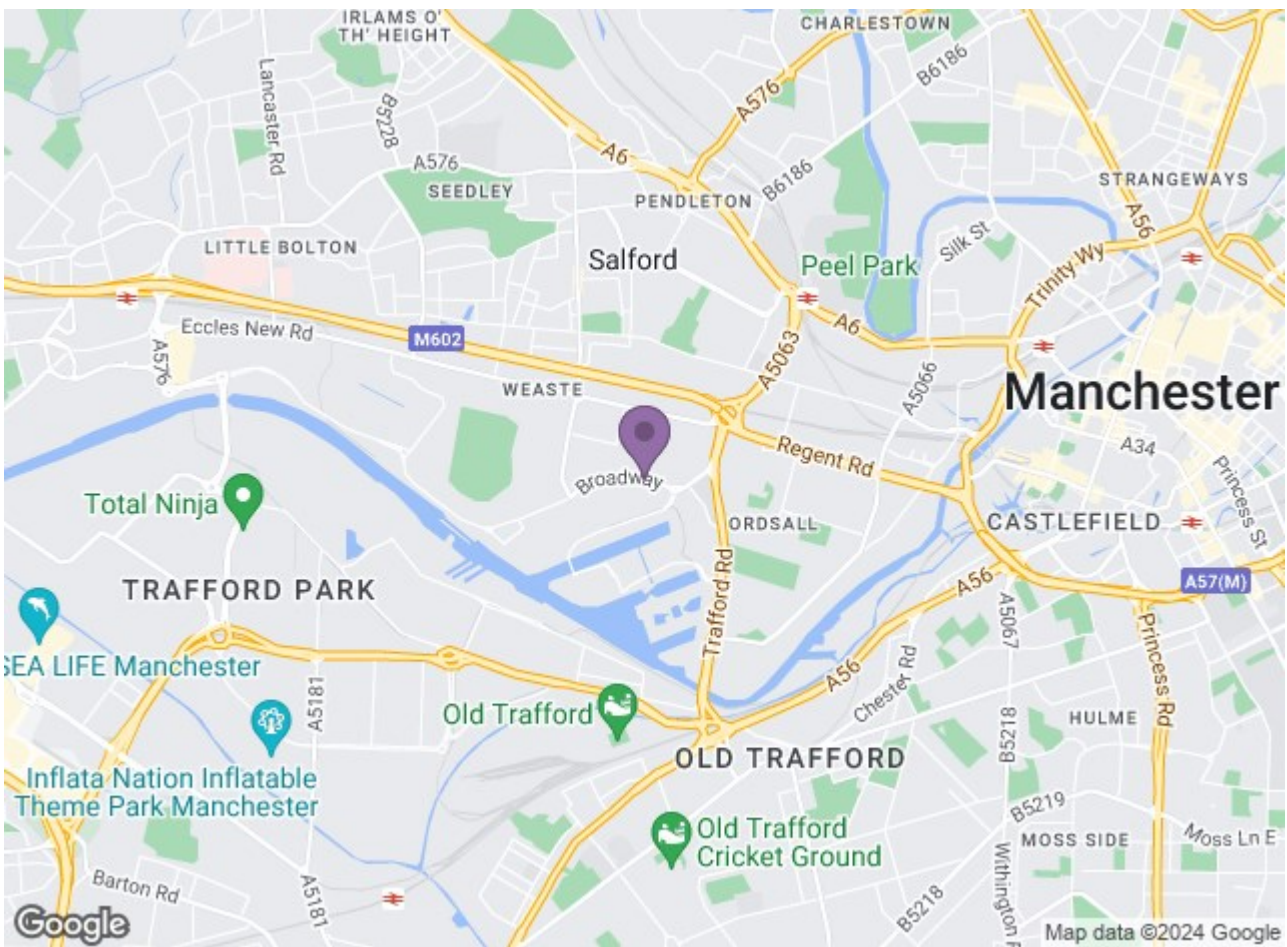 IRLAMS O'
TH' HEIGHT
CHARLESTOWN
B6186
Lancaster Rd
B5228
A576
A6
A576
SEEDLEY
PENDLETON
B6186
STRANGEWAYS
A56
LITTLE BOLTON
Salford
Peel Park
Silk St
Trinity Wy
Eccles New Rd
M602
A576
A6
A5063
A5066
WEASTE
Manchester
A34
Princess St
Regent Rd
Broadway
Total Ninja
ORDSALL
CASTLEFIELD
TRAFFORD PARK
Trafford Rd
A56
A57(M)
A5067
Princess Rd
SEA LIFE Manchester
A5181
A56
Chester Rd
Old Trafford
HULME
B5218
OLD TRAFFORD
Inflata Nation Inflatable
Theme Park Manchester
B5219
Old Trafford
Cricket Ground
MOSS SIDE
Moss Ln E
Barton Rd
A5181
B5218
Withington R
Google
Map data ©2024 Google